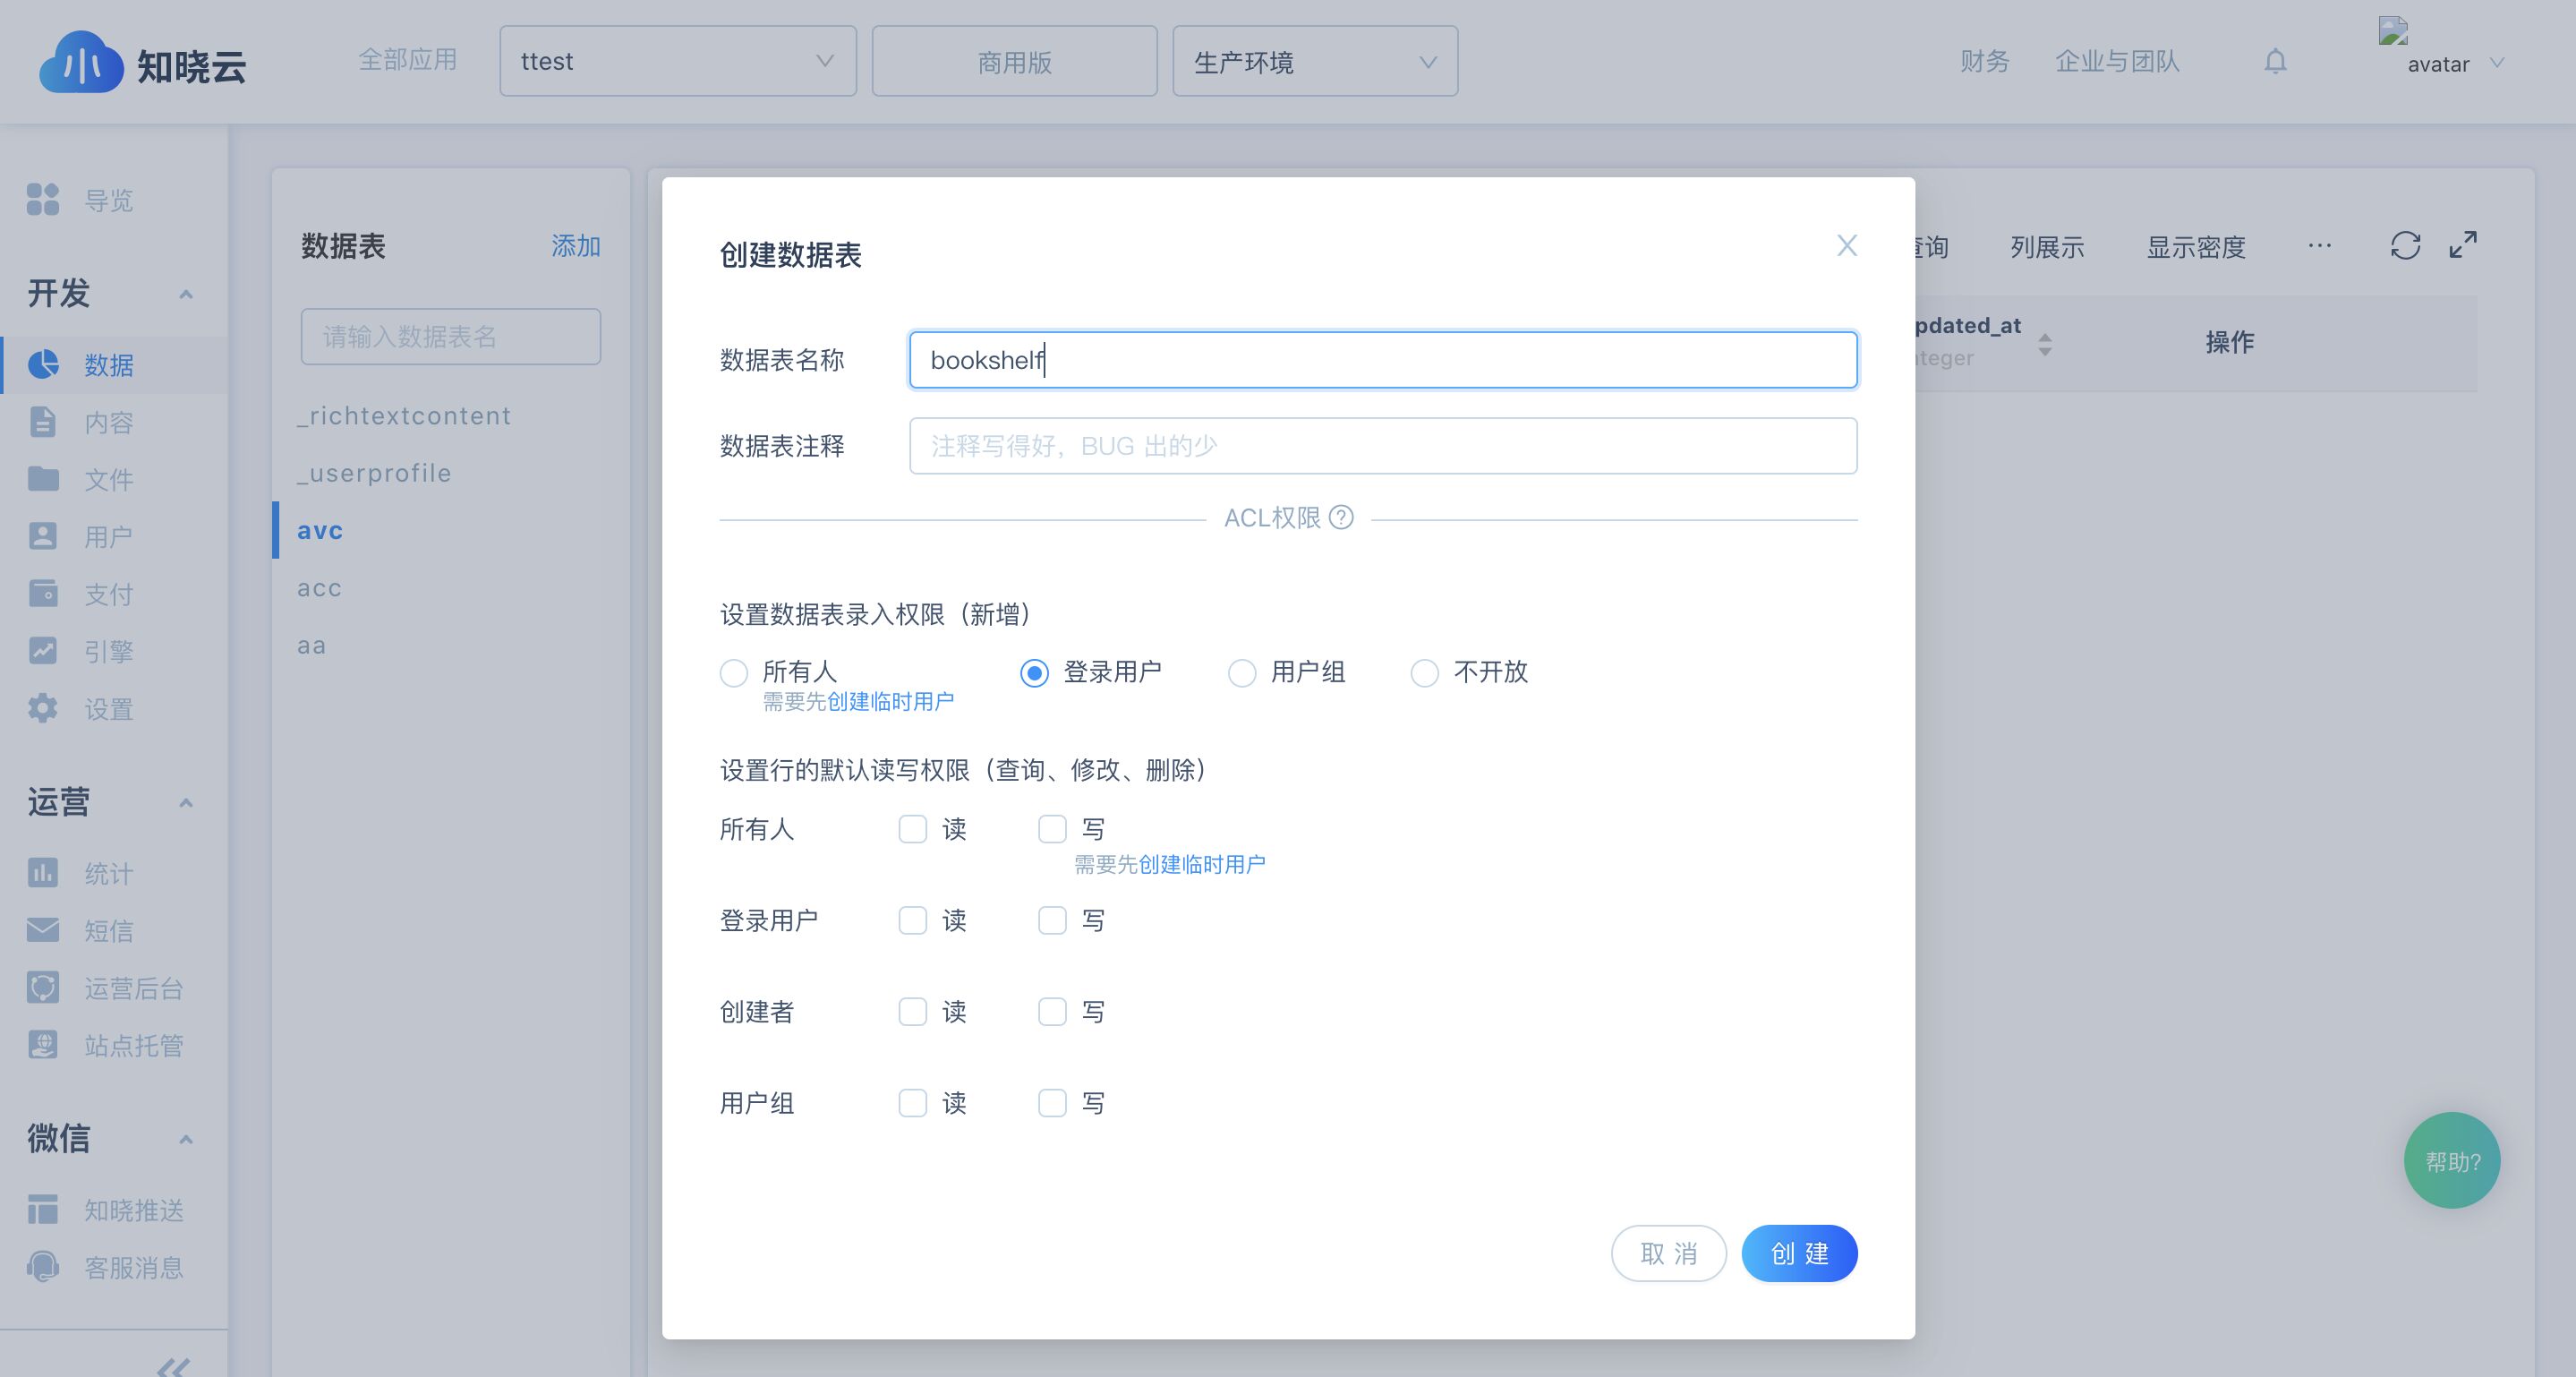 知晓云
全部应用
ttest
商用版
生产环境
财务
企业与团队
avatar
导览
开发
数据
内容
文件
用户
支付
引擎
设置
运营
统计
短信
运营后台
站点托管
微信
知晓推送
客服消息
数据表
添加
请输入数据表名
_richtextcontent
_userprofile
avc
acc
aa
查询
列展示
显示密度
pdated_at
teger
操作
创建数据表
数据表名称
bookshelf
数据表注释
注释写得好，BUG 出的少
ACL权限
设置数据表录入权限（新增）
所有人
需要先创建临时用户
登录用户
用户组
不开放
设置行的默认读写权限（查询、修改、删除）
所有人 读 写
需要先创建临时用户
登录用户 读 写
创建者 读 写
用户组 读 写
取 消
创 建
帮助?